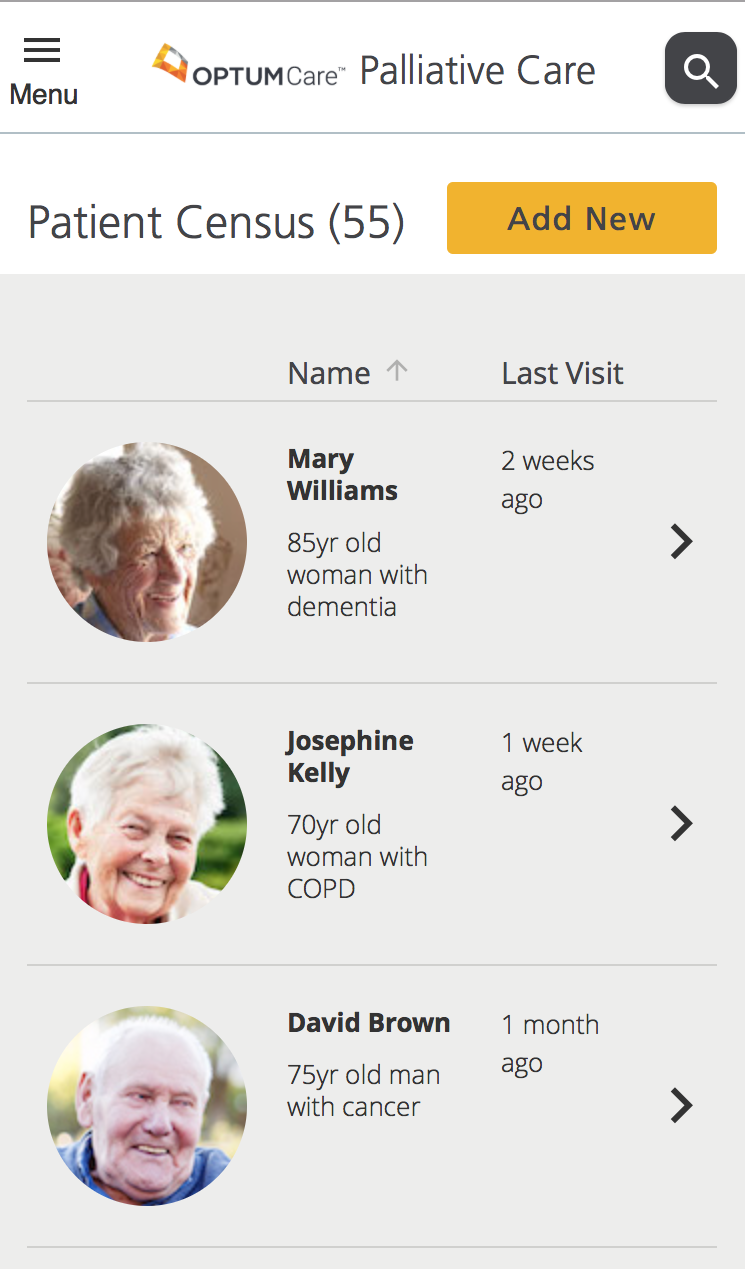 Menu
OPTUMCare™ Palliative Care
Patient Census (55)
Add New
Name ↑
Last Visit
Mary
Williams
85yr old
woman with
dementia
2 weeks
ago
Josephine
Kelly
70yr old
woman with
COPD
1 week
ago
David Brown
75yr old man
with cancer
1 month
ago